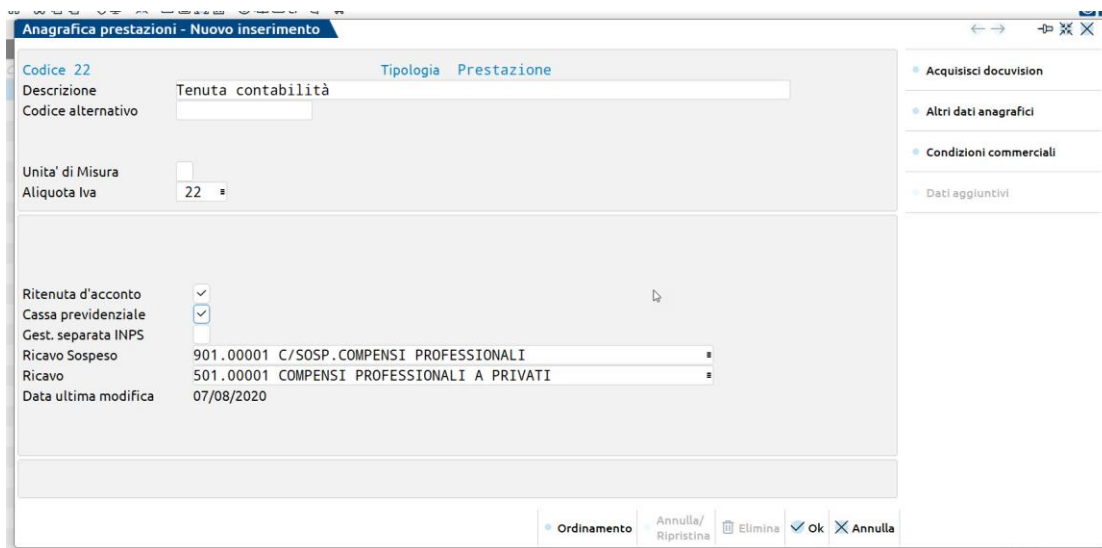 Anagrafica prestazioni - Nuovo inserimento
Codice 22 Tipologia Prestazione
Descrizione Tenuta contabilità
Codice alternativo
Unita' di Misura
Aliquota Iva 22
Ritenuta d'acconto
Cassa previdenziale
Gest. separata INPS
Ricavo Sospeso 901.00001 C/SOSP.COMPENSI PROFESSIONALI
Ricavo 501.00001 COMPENSI PROFESSIONALI A PRIVATI
Data ultima modifica 07/08/2020
Acquisisci docuvision
Altri dati anagrafici
Condizioni commerciali
Dati aggiuntivi
Ordinamento
Annulla/
Ripristina
Elimina
Ok
Annulla